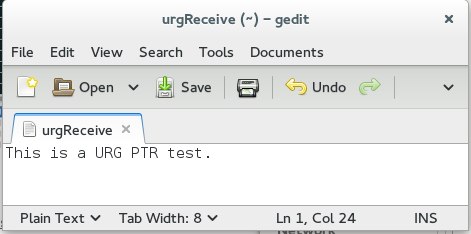 urgReceive (~) – gedit
File Edit View Search Tools Documents
Open Save Undo
urgReceive
This is a URG PTR test.
Plain Text Tab Width: 8 Ln 1, Col 24 INS